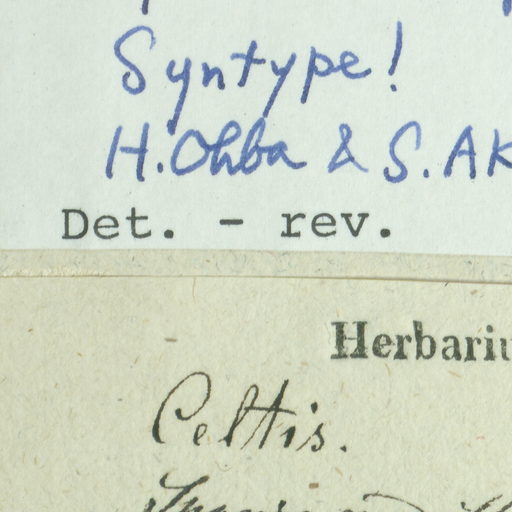 Syntype!
H. Ohba & S. Ak
Det. - rev.
Herbariu
Celtis.